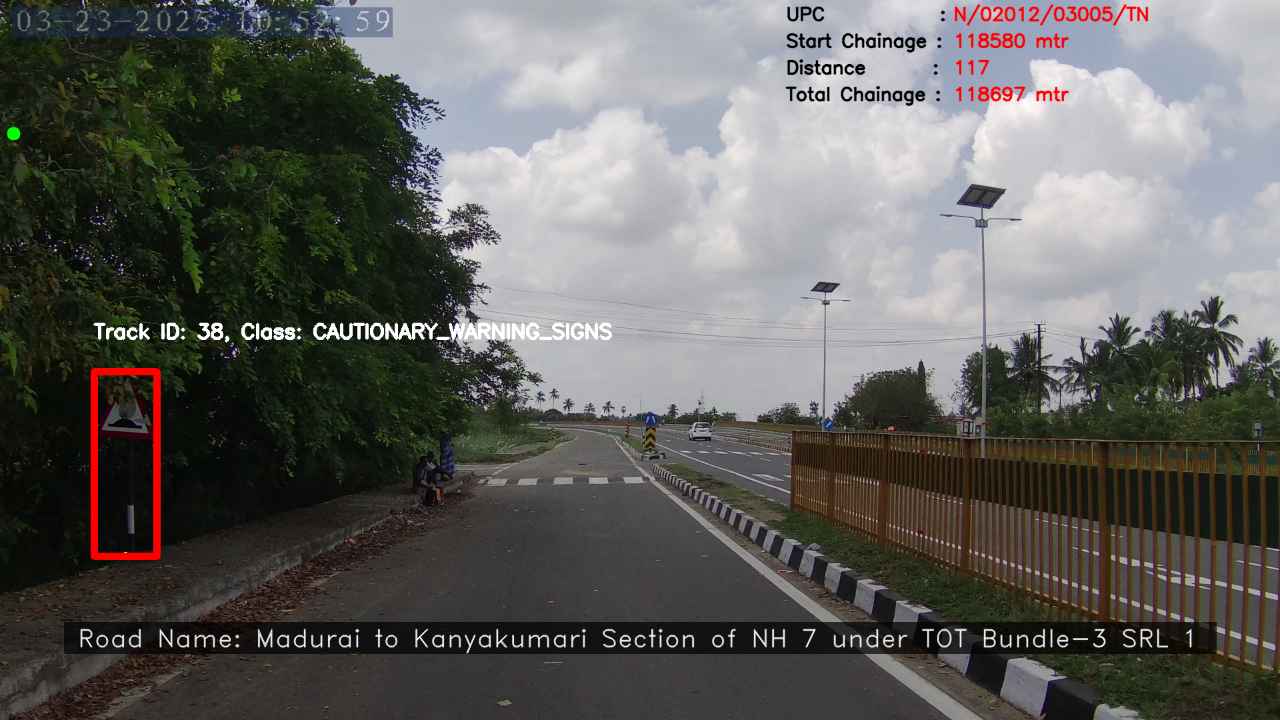 03-23-2025 10:52:59
UPC : N/02012/03005/TN
Start Chainage : 118580 mtr
Distance : 117
Total Chainage : 118697 mtr
Track ID: 38, Class: CAUTIONARY_WARNING_SIGNS
Road Name: Madurai to Kanyakumari Section of NH 7 under TOT Bundle-3 SRL 1